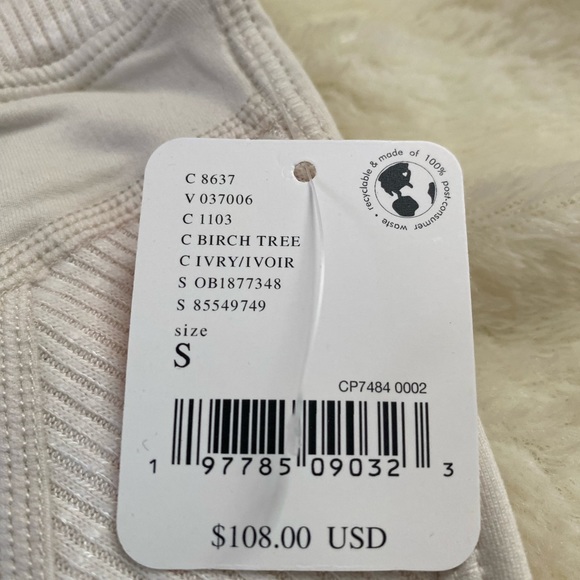 C 8637
V 037006
C 1103
C BIRCH TREE
C IVRY/IVOIR
S OB1877348
S 85549749
size
S
recyclable & made of 100% post-consumer waste •
CP7484 0002
1 97785 09032 3
$108.00 USD